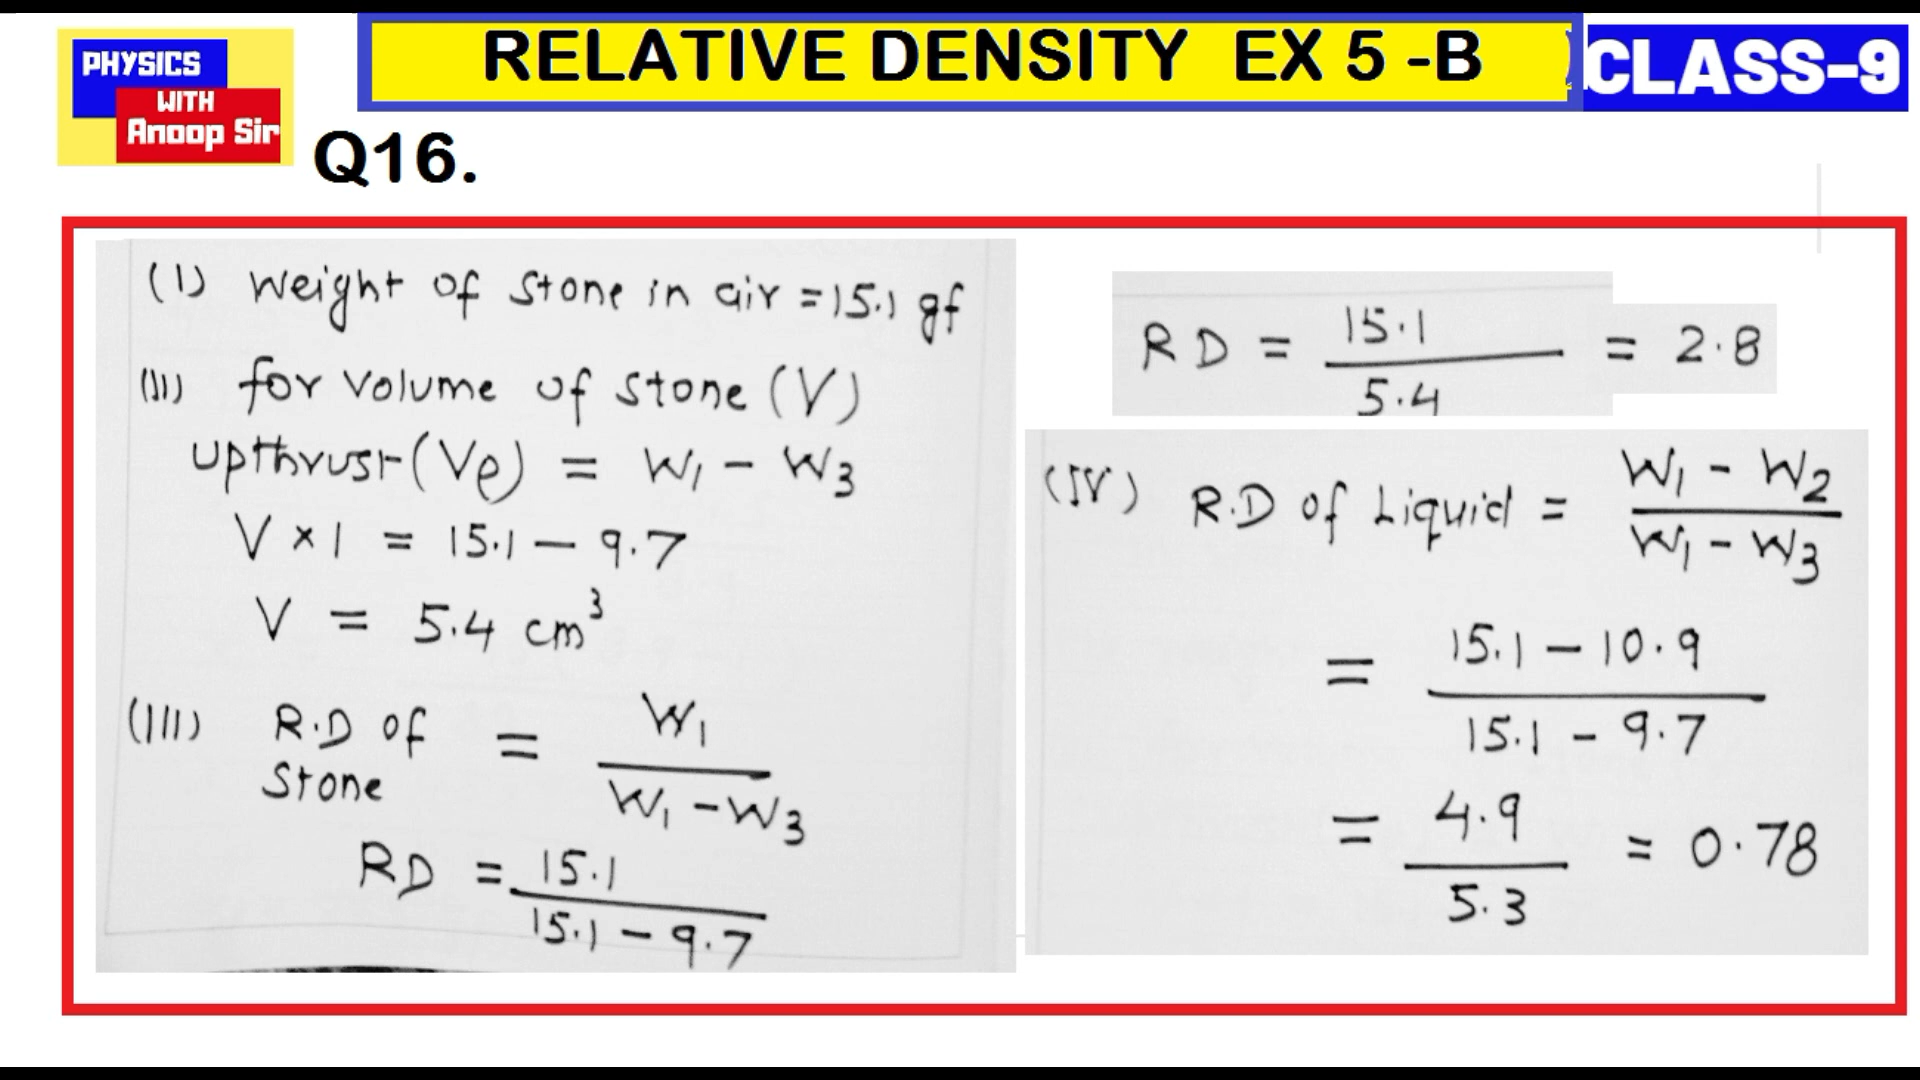 PHYSICS
WITH
Anoop Sir
RELATIVE DENSITY EX 5 -B
CLASS-9
Q16.
(I) Weight of Stone in air = 15.1 gf
(II) for volume of stone (V)
upthrust (Vρ) = W₁ - W₃
V × 1 = 15.1 - 9.7
V = 5.4 cm³
(III) R.D of Stone = W₁ / W₁ - W₃
RD = 15.1 / 15.1 - 9.7
RD = 15.1 / 5.4 = 2.8
(IV) R.D of Liquid = W₁ - W₂ / W₁ - W₃
= 15.1 - 10.9 / 15.1 - 9.7
= 4.9 / 5.3 = 0.78